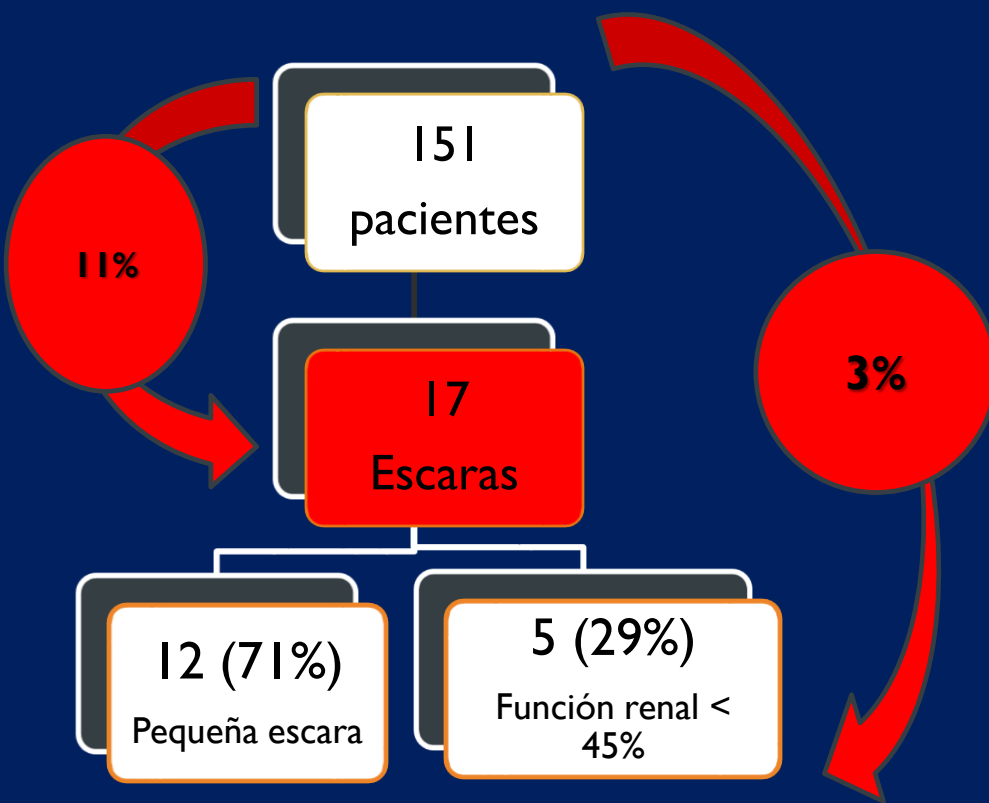 151
pacientes
11%
3%
17
Escaras
12 (71%)
Pequeña escara
5 (29%)
Función renal <
45%